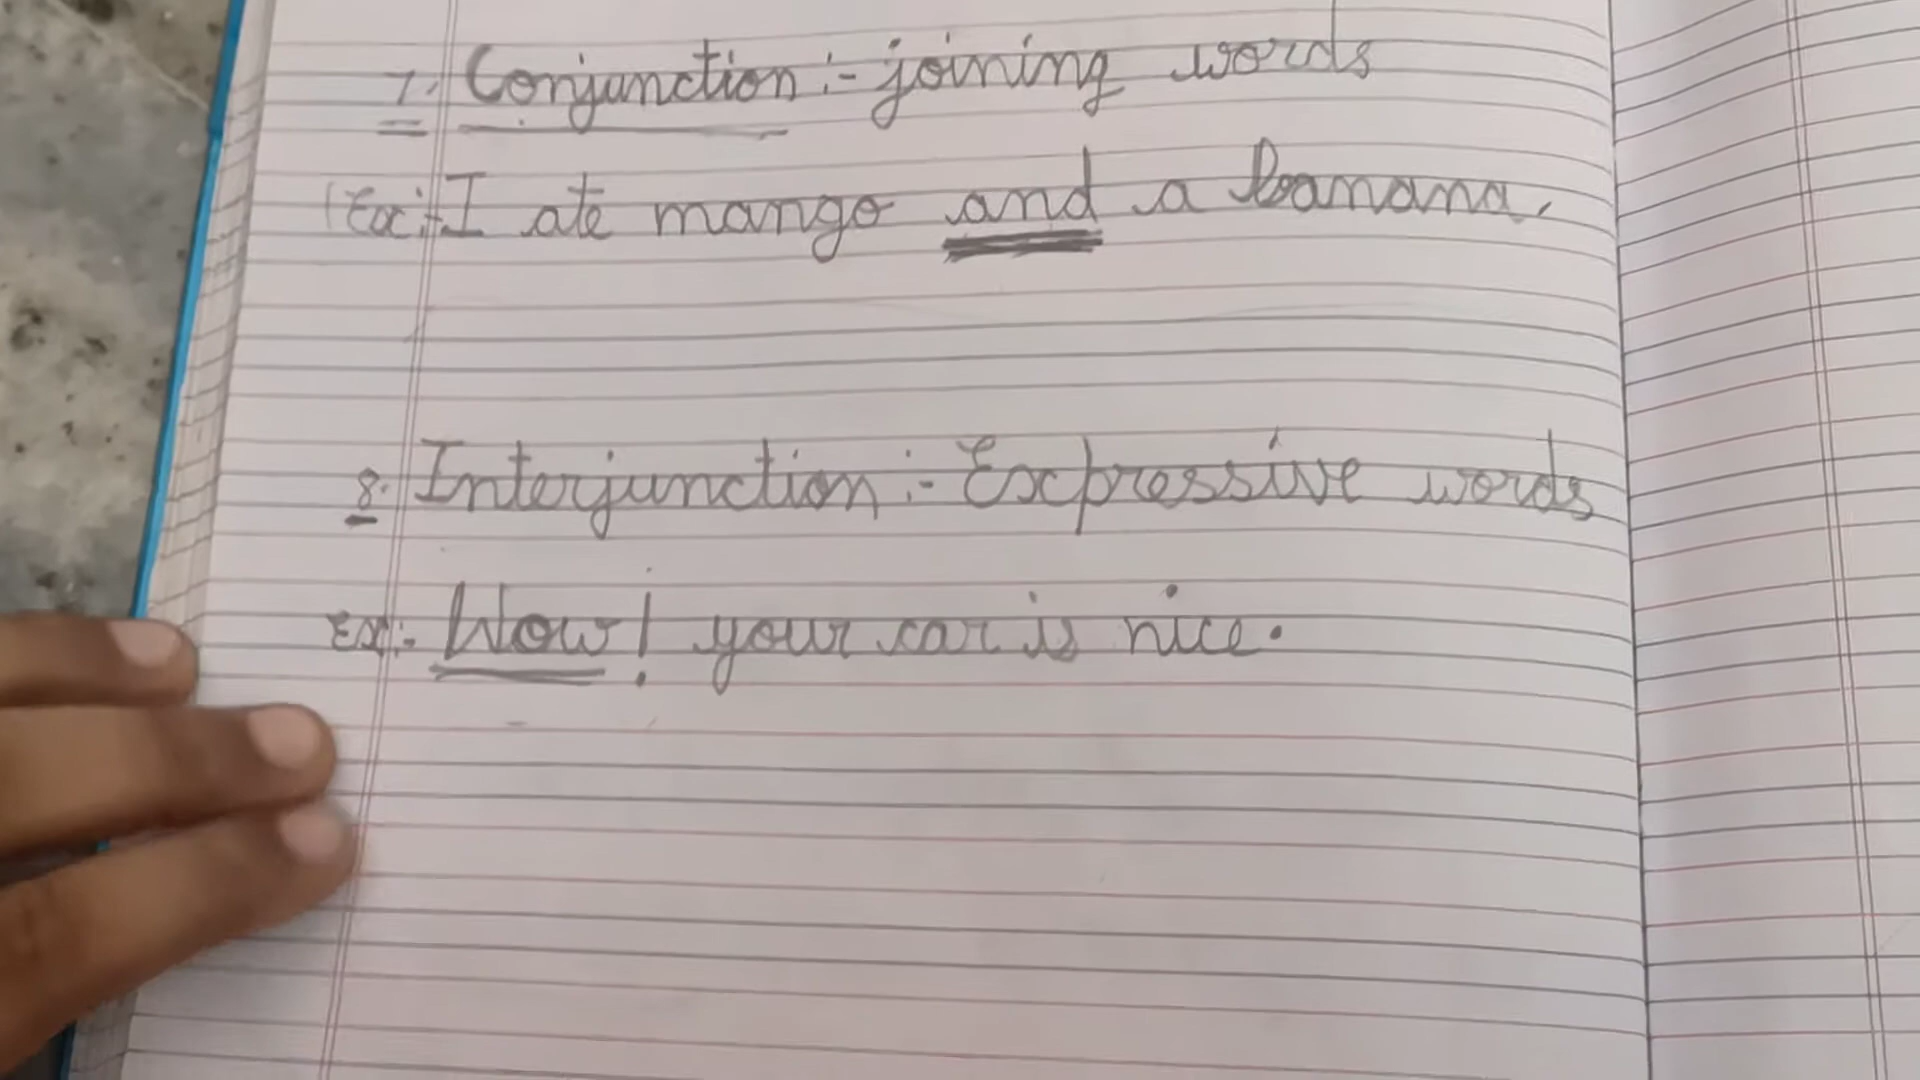 7. Conjunction :- joining words
Ex:- I ate mango and a banana.
8. Interjunction :- Expressive words
Ex:- Wow! your car is nice.